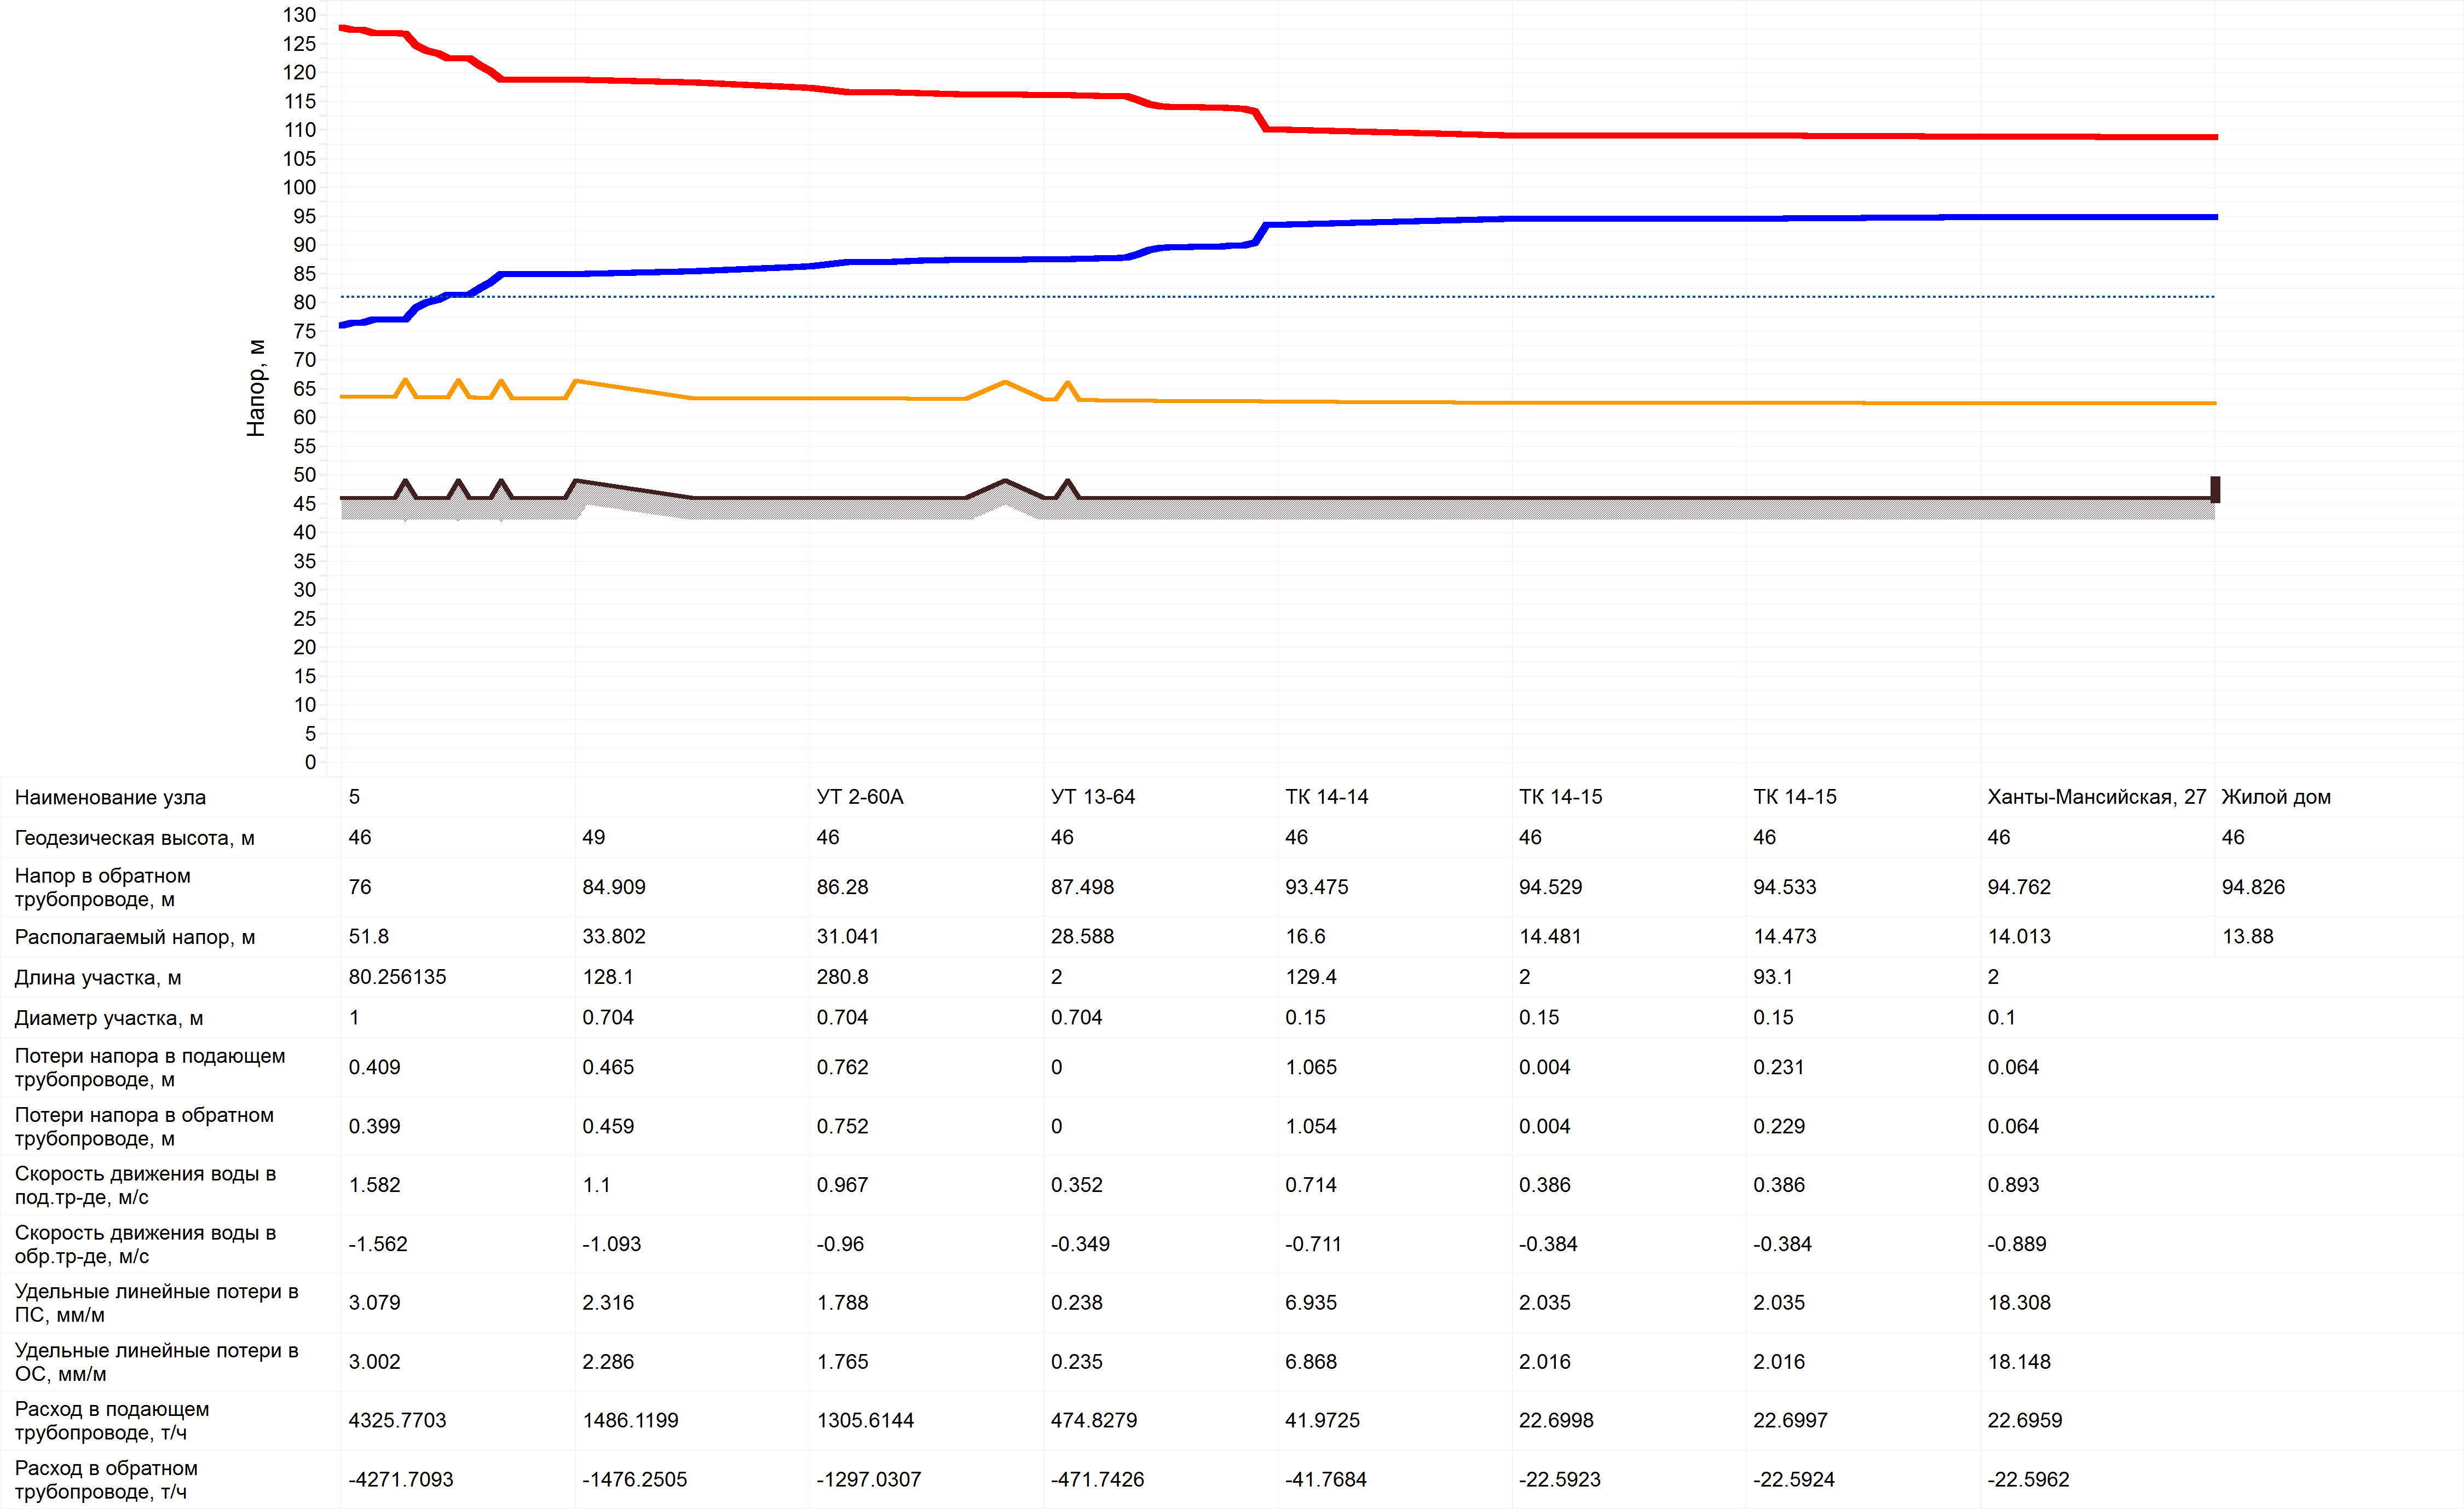 130
125
120
115
110
105
100
95
90
85
80
75
70
65
60
55
50
45
40
35
30
25
20
15
10
5
0
Напор, м
Наименование узла 5 УТ 2-60А УТ 13-64 ТК 14-14 ТК 14-15 ТК 14-15 Ханты-Мансийская, 27 Жилой дом
Геодезическая высота, м 46 49 46 46 46 46 46 46 46
Напор в обратном
трубопроводе, м 76 84.909 86.28 87.498 93.475 94.529 94.533 94.762 94.826
Располагаемый напор, м 51.8 33.802 31.041 28.588 16.6 14.481 14.473 14.013 13.88
Длина участка, м 80.256135 128.1 280.8 2 129.4 2 93.1 2
Диаметр участка, м 1 0.704 0.704 0.704 0.15 0.15 0.15 0.1
Потери напора в подающем
трубопроводе, м 0.409 0.465 0.762 0 1.065 0.004 0.231 0.064
Потери напора в обратном
трубопроводе, м 0.399 0.459 0.752 0 1.054 0.004 0.229 0.064
Скорость движения воды в
под.тр-де, м/с 1.582 1.1 0.967 0.352 0.714 0.386 0.386 0.893
Скорость движения воды в
обр.тр-де, м/с -1.562 -1.093 -0.96 -0.349 -0.711 -0.384 -0.384 -0.889
Удельные линейные потери в
ПС, мм/м 3.079 2.316 1.788 0.238 6.935 2.035 2.035 18.308
Удельные линейные потери в
ОС, мм/м 3.002 2.286 1.765 0.235 6.868 2.016 2.016 18.148
Расход в подающем
трубопроводе, т/ч 4325.7703 1486.1199 1305.6144 474.8279 41.9725 22.6998 22.6997 22.6959
Расход в обратном
трубопроводе, т/ч -4271.7093 -1476.2505 -1297.0307 -471.7426 -41.7684 -22.5923 -22.5924 -22.5962